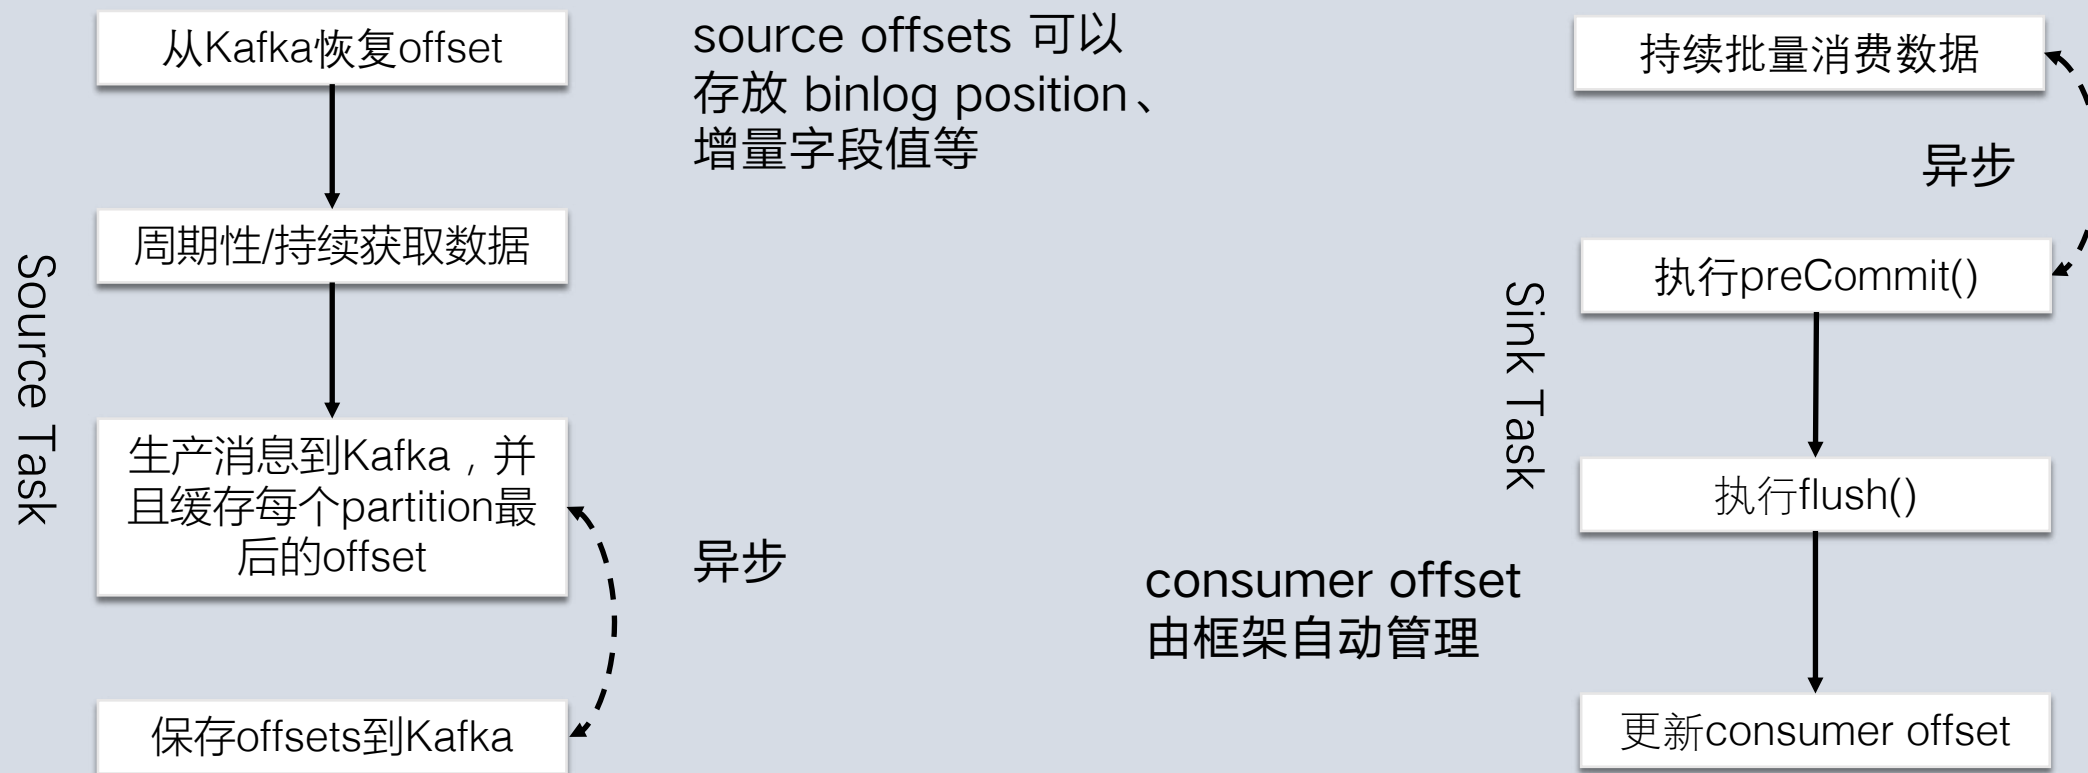 从Kafka恢复offset
周期性/持续获取数据
生产消息到Kafka，并
且缓存每个partition最
后的offset
保存offsets到Kafka
Source Task
异步
source offsets 可以
存放 binlog position、
增量字段值等
consumer offset
由框架自动管理
Sink Task
持续批量消费数据
异步
执行preCommit()
执行flush()
更新consumer offset